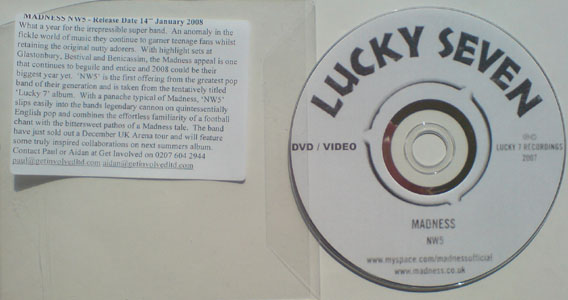 MADNESS NW5 - Release Date 14th January 2008
What a year for the irrepressible super band. An anomaly in the
fickle world of music they continue to garner teenage fans whilst
retaining the original nutty adorers. With highlight sets at
Glastonbury, Bestival and Benicassim, the Madness appeal is one
that continues to beguile and entice and 2008 could be their
biggest year yet. 'NW5' is the first offering from the greatest pop
band of their generation and is taken from the tentatively titled
'Lucky 7' album. With a panache typical of Madness, 'NW5'
slips easily into the bands legendary cannon on quintessentially
English pop and combines the effortless familiarity of a football
chant with the bittersweet pathos of a Madness tale. The band
have just sold out a December UK Arena tour and will feature
some truly inspired collaborations on next summers album.
Contact Paul or Aidan at Get Involved on 0207 604 2944
paul@getinvolvedltd.com aidan@getinvolvedltd.com
LUCKY SEVEN
DVD / VIDEO
LUCKY 7 RECORDINGS
2007
MADNESS
NW5
www.myspace.com/madnessofficial
www.madness.co.uk